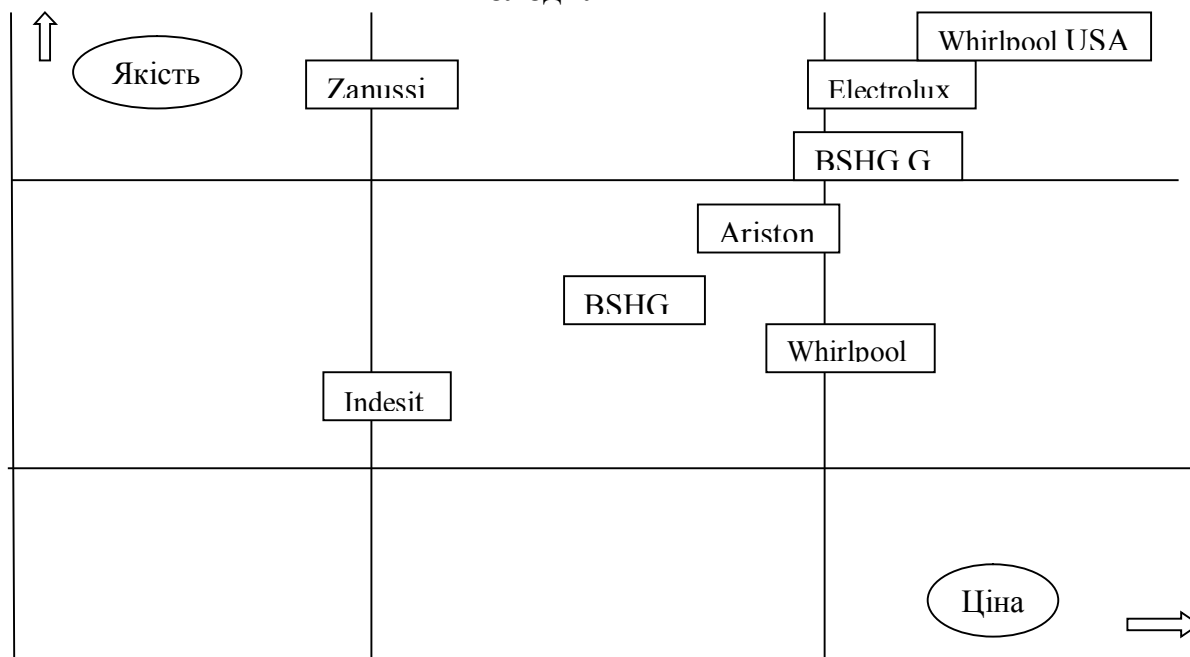 Whirlpool USA
Якість
Zanussi
Electrolux
BSHG G
Ariston
BSHG
Whirlpool
Indesit
Ціна